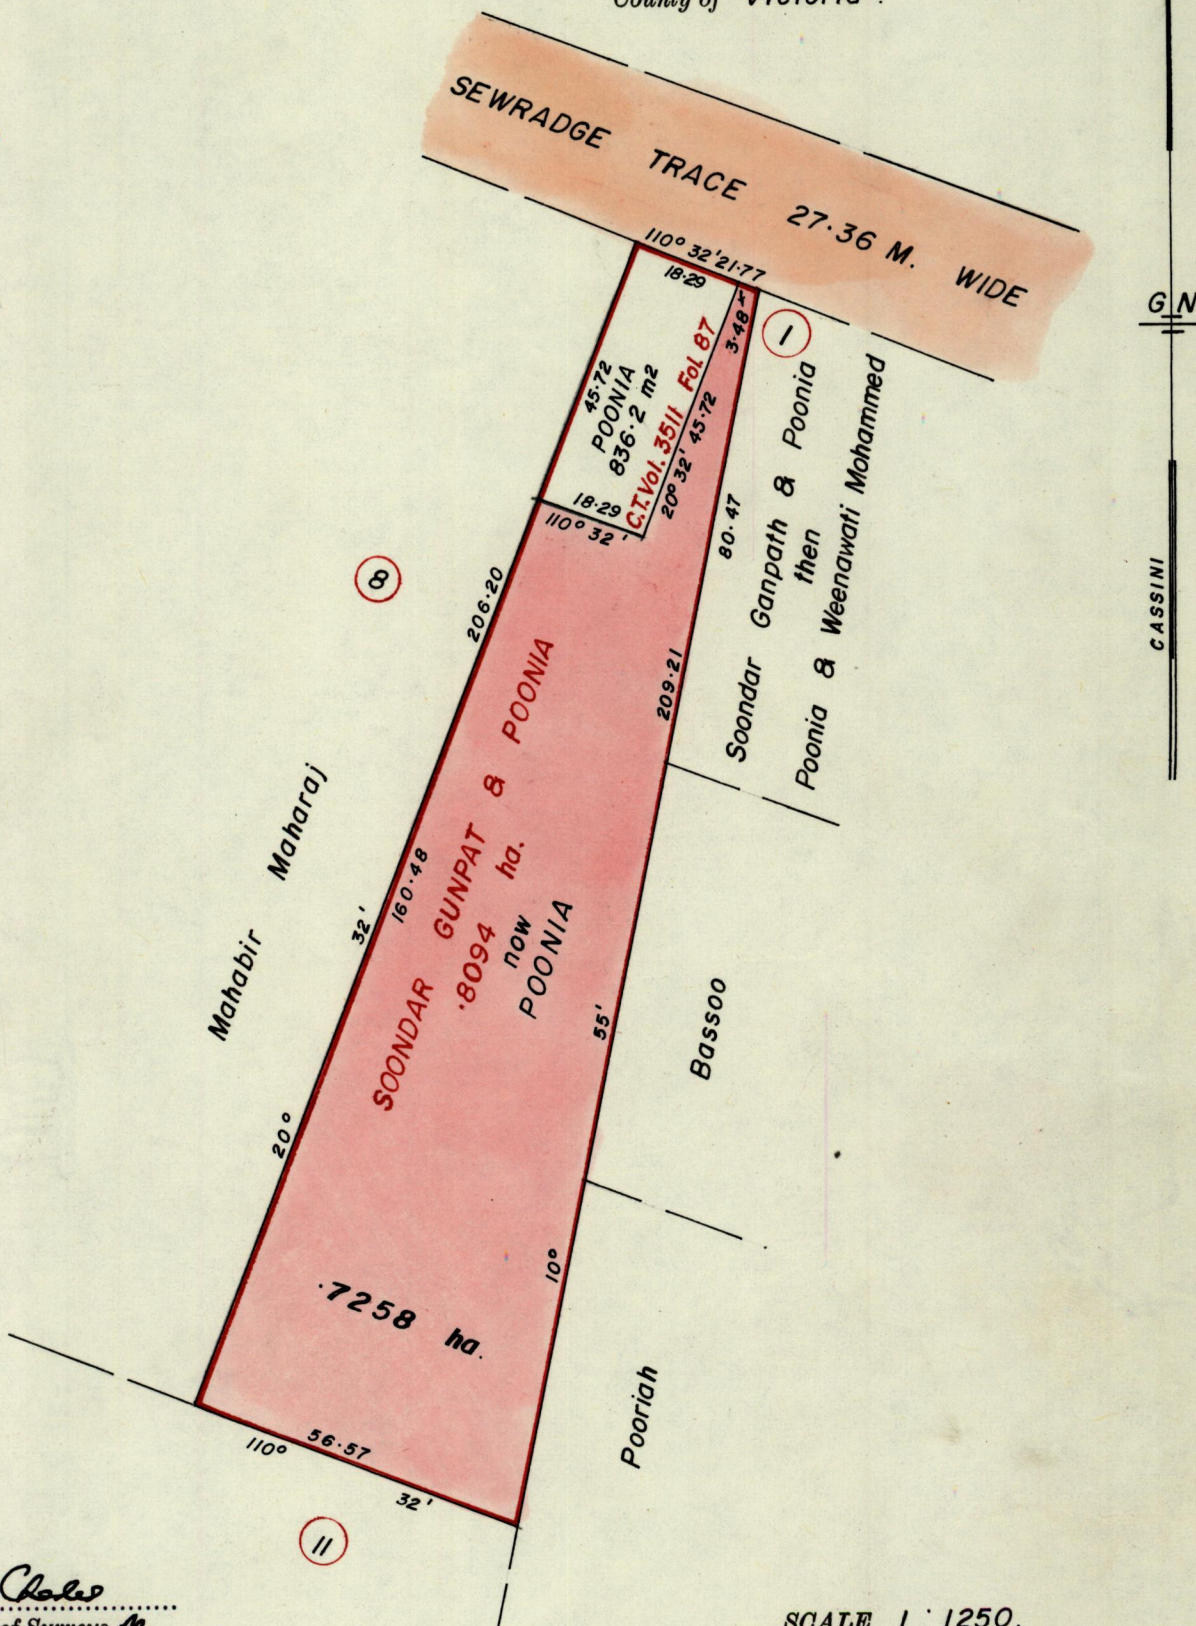 County of Victoria.
SEWRADGE TRACE 27·36 M. WIDE
110° 32' 21·77
18·29
3·48
1
G N
45·72
POONIA
836·2 m2
C.T. Vol. 3511 Fol. 87
20° 32' 45·72
18·29
110° 32'
80·47
Soondar Ganpath & Poonia
then
Poonia & Weenawati Mohammed
CASSINI
8
206·20
209·21
SOONDAR GUNPAT & POONIA
·8094 ha.
now
POONIA
160·48
20° 32'
Mahabir Maharaj
10° 55'
Bassoo
·7258 ha.
Pooriah
56·57
110° 32'
11
SCALE 1:1250.